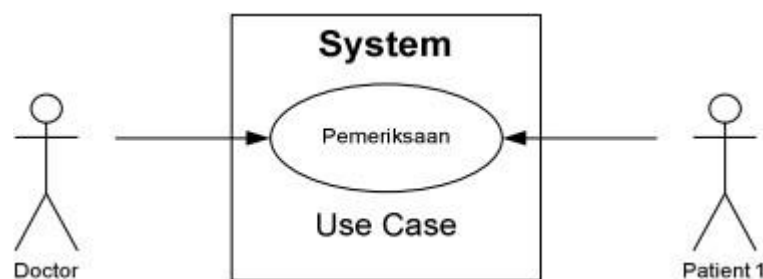 System
Pemeriksaan
Use Case
Doctor
Patient 1